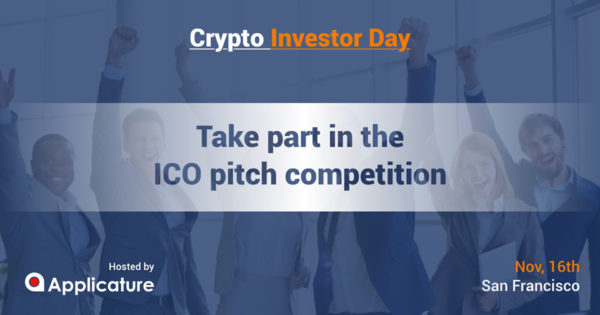 Crypto Investor Day
Take part in the
ICO pitch competition
Hosted by
Applicature
Nov, 16th
San Francisco